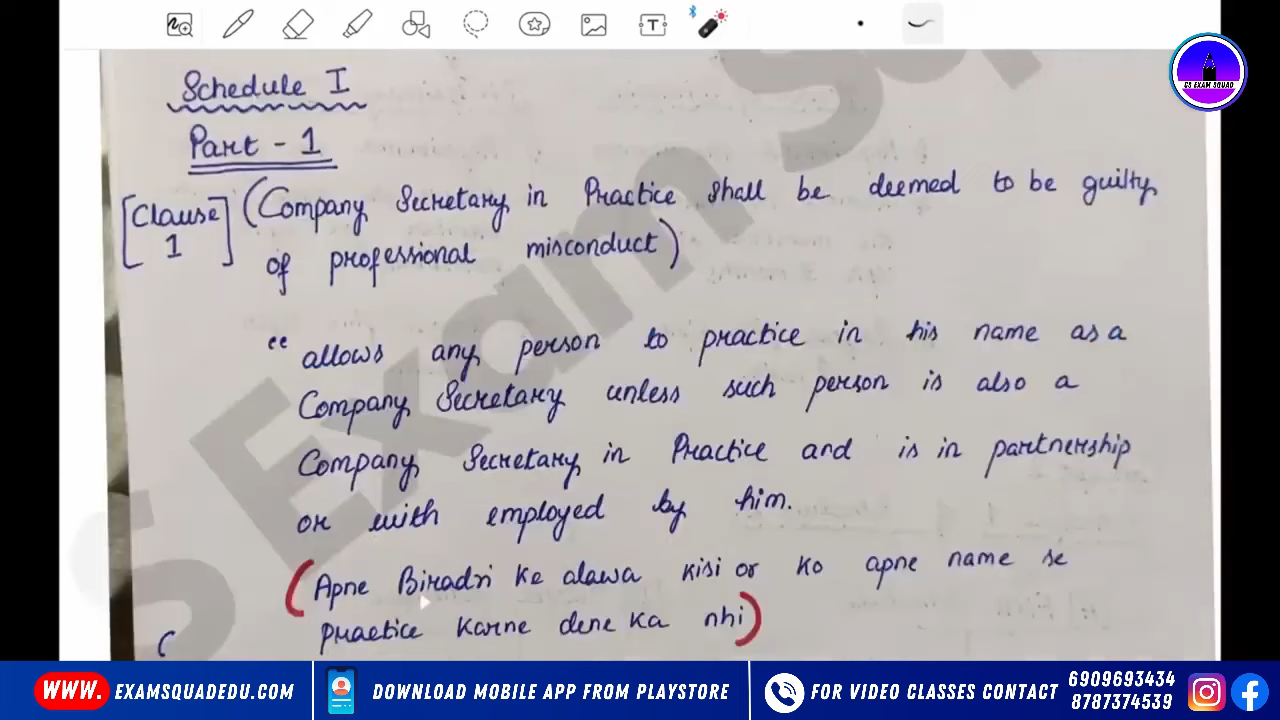 CS EXAM SQUAD
Schedule I
Part - 1
[Clause 1] (Company Secretary in Practice shall be deemed to be guilty
of professional misconduct)
“ allows any person to practice in his name as a
Company Secretary unless such person is also a
Company Secretary in Practice and is in partnership
or with employed by him.
(Apne Biradri ke alawa kisi or ko apne name se
practice karne dene ka nhi)
WWW. EXAMSQUADEDU.COM
DOWNLOAD MOBILE APP FROM PLAYSTORE
FOR VIDEO CLASSES CONTACT
6909693434
8787374539